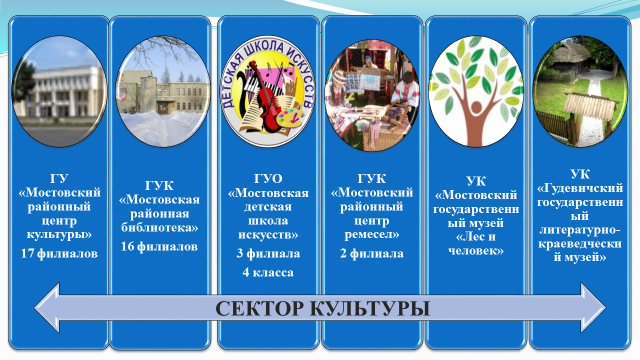 ДЕТСКАЯ ШКОЛА ИСКУССТВ
ГУ
«Мостовский
районный
центр
культуры»
17 филиалов
ГУК
«Мостовская
районная
библиотека»
16 филиалов
ГУО
«Мостовская
детская
школа
искусств»
3 филиала
4 класса
ГУК
«Мостовский
районный
центр
ремесел»
2 филиала
УК
«Мостовский
государственн
ый музей
«Лес и
человек»
УК
«Гудевичский
государственн
ый
литературно-
краеведчески
й музей»
СЕКТОР КУЛЬТУРЫ